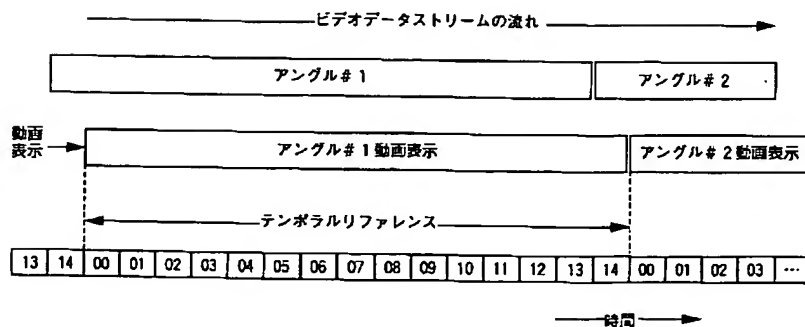 ビデオデータストリームの流れ
アングル#1 アングル#2
動画
表示
アングル#1動画表示 アングル#2動画表示
テンポラルリファレンス
13 14 00 01 02 03 04 05 06 07 08 09 10 11 12 13 14 00 01 02 03 …
時間